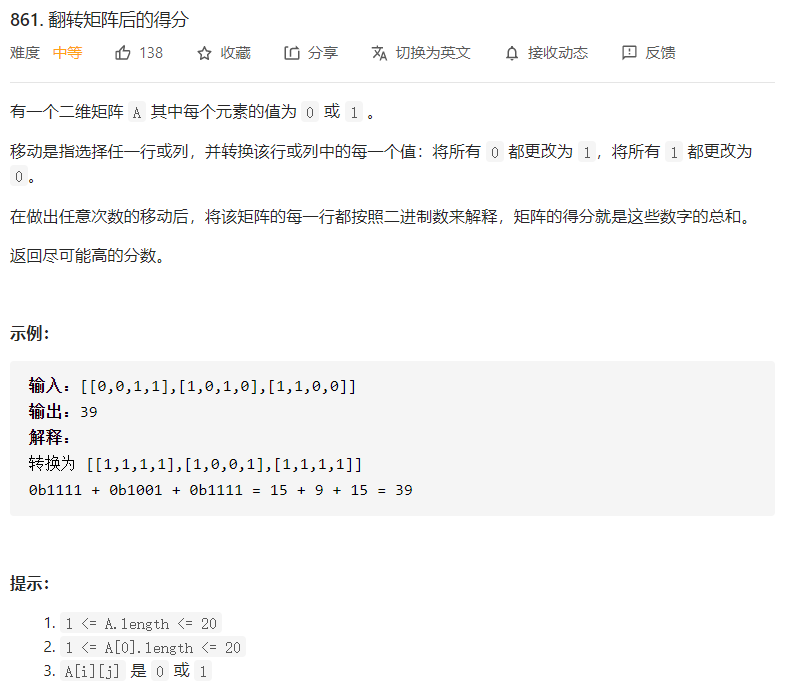 861. 翻转矩阵后的得分
难度 中等 138 收藏 分享 切换为英文 接收动态 反馈
有一个二维矩阵 A 其中每个元素的值为 0 或 1 。
移动是指选择任一行或列，并转换该行或列中的每一个值：将所有 0 都更改为 1，将所有 1 都更改为
0。
在做出任意次数的移动后，将该矩阵的每一行都按照二进制数来解释，矩阵的得分就是这些数字的总和。
返回尽可能高的分数。
示例：
输入：[[0,0,1,1],[1,0,1,0],[1,1,0,0]]
输出：39
解释：
转换为 [[1,1,1,1],[1,0,0,1],[1,1,1,1]]
0b1111 + 0b1001 + 0b1111 = 15 + 9 + 15 = 39
提示：
1. 1 <= A.length <= 20
2. 1 <= A[0].length <= 20
3. A[i][j] 是 0 或 1